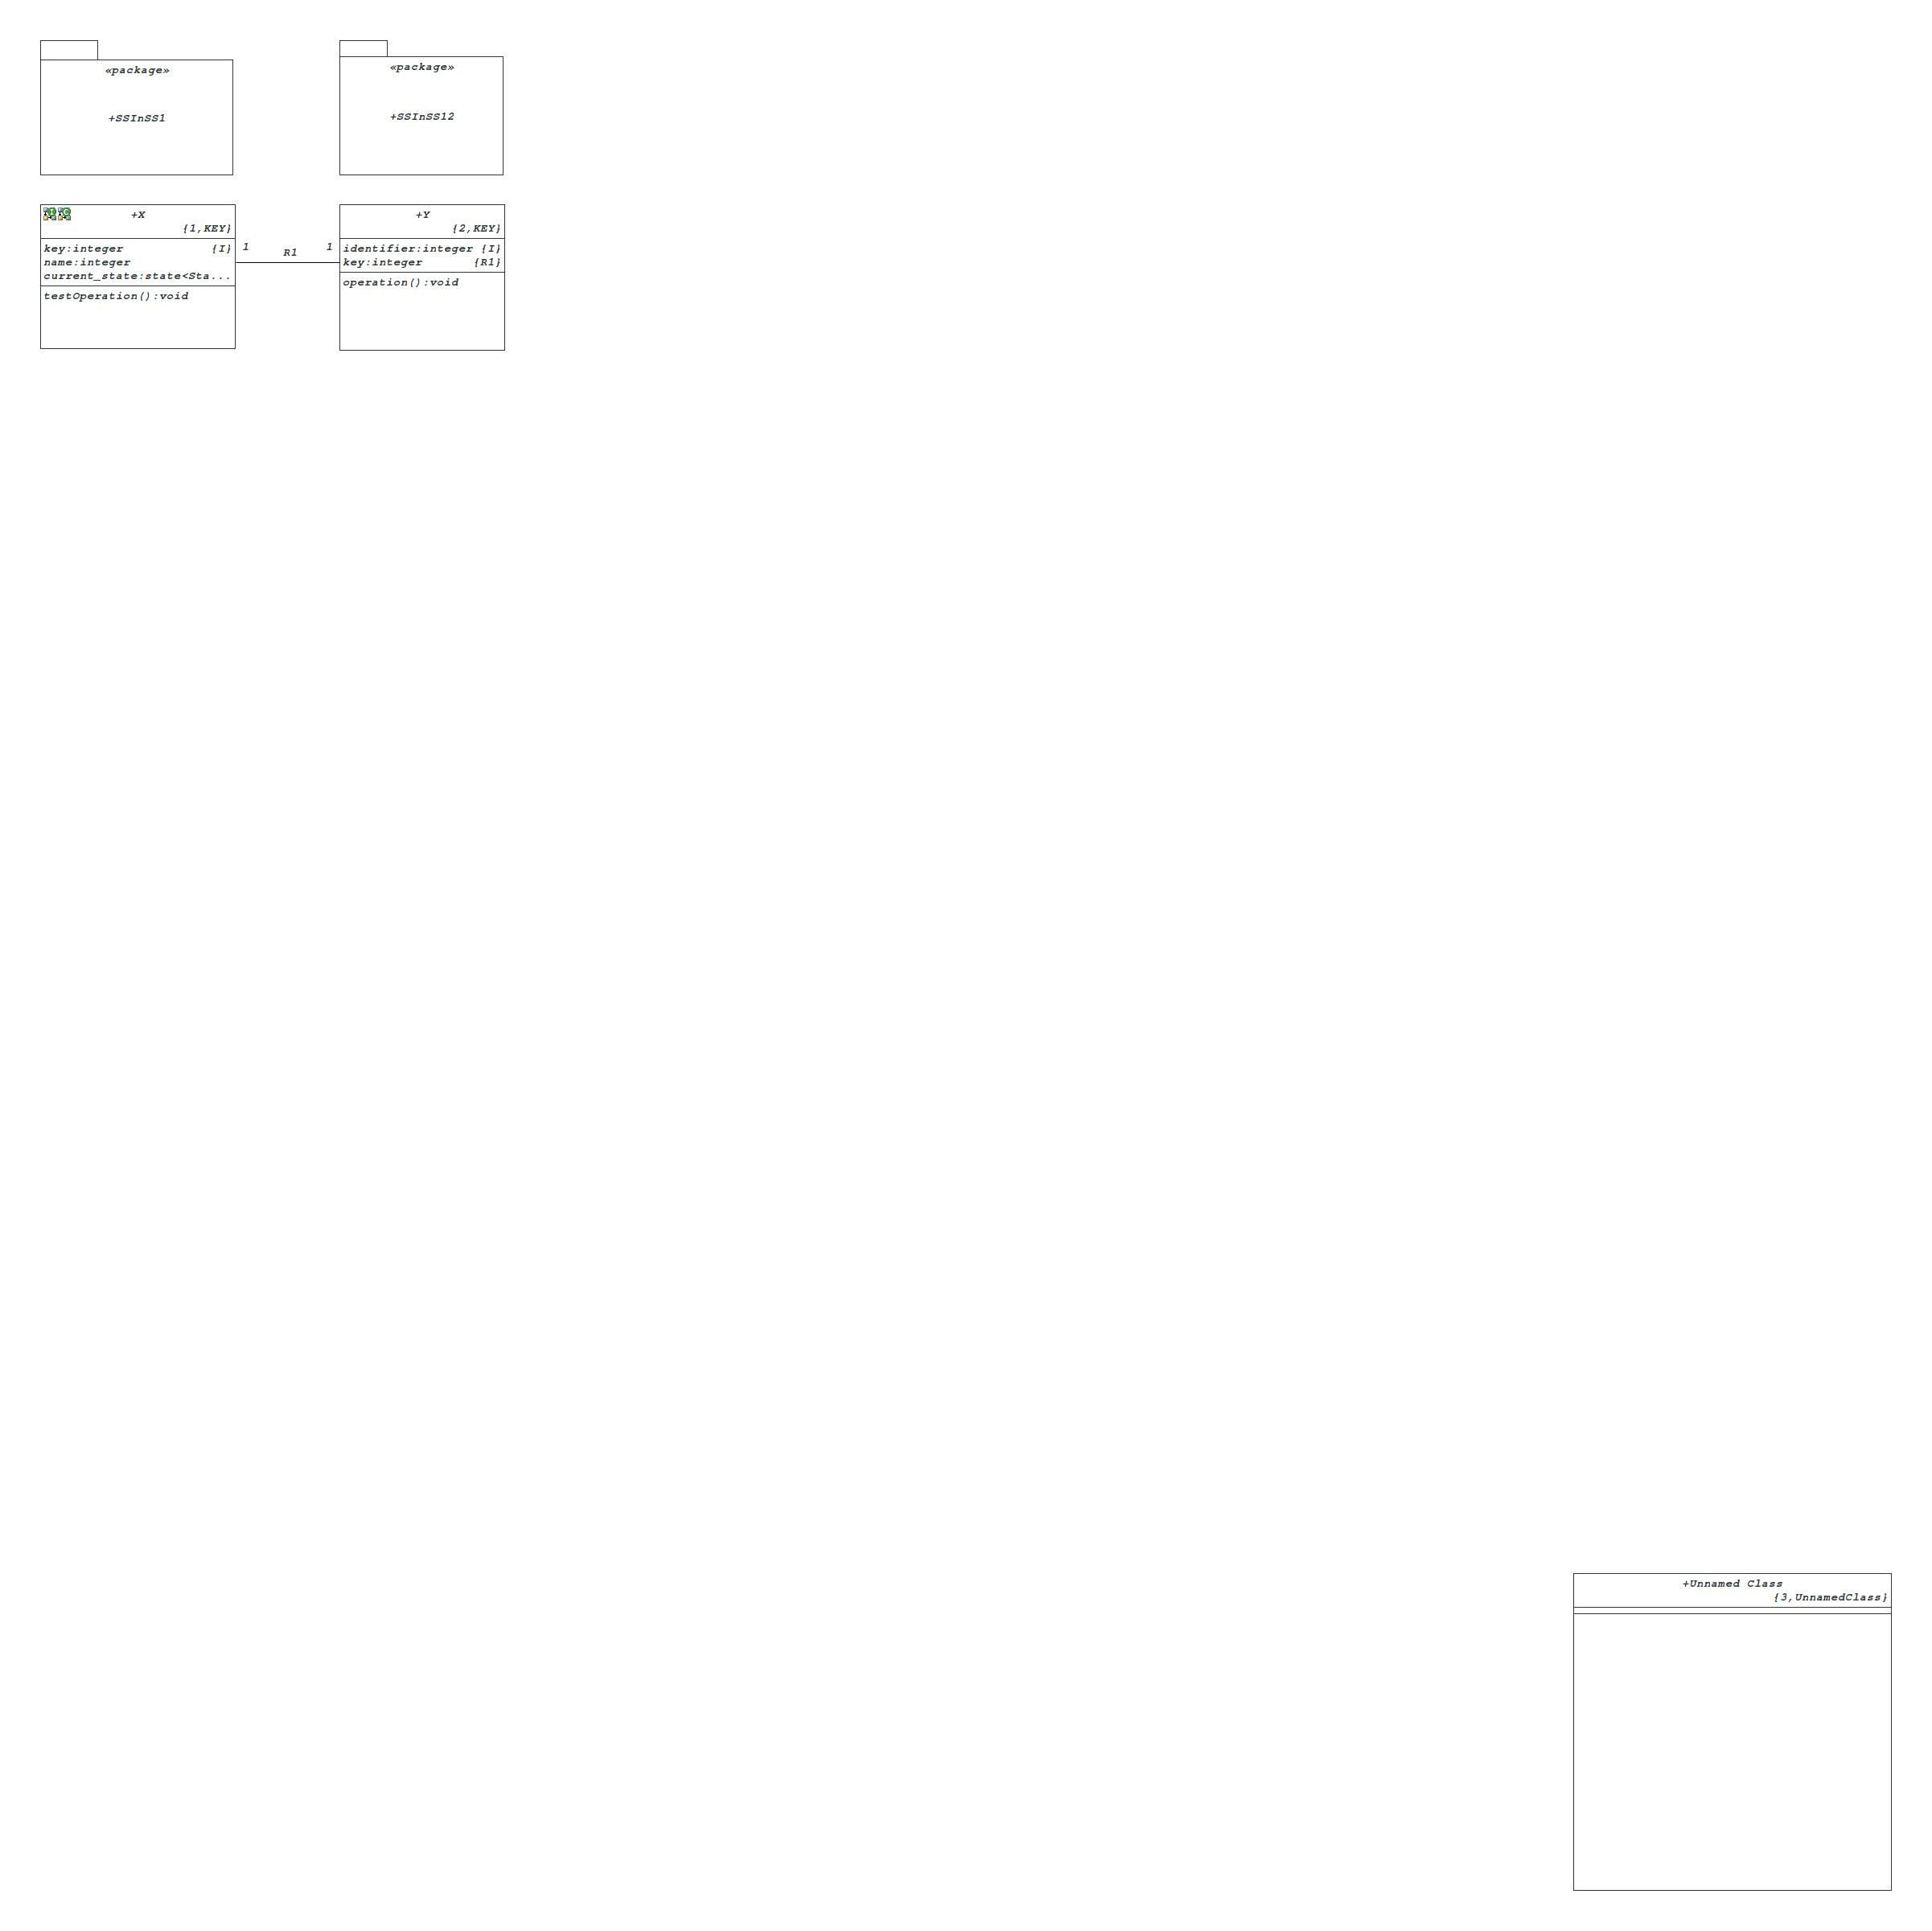 «package»
+SSInSS1
«package»
+SSInSS12
+X
{1,KEY}
key:integer {I}
name:integer
current_state:state<Sta...
testOperation():void
1 R1 1
+Y
{2,KEY}
identifier:integer {I}
key:integer {R1}
operation():void
+Unnamed Class
{3,UnnamedClass}